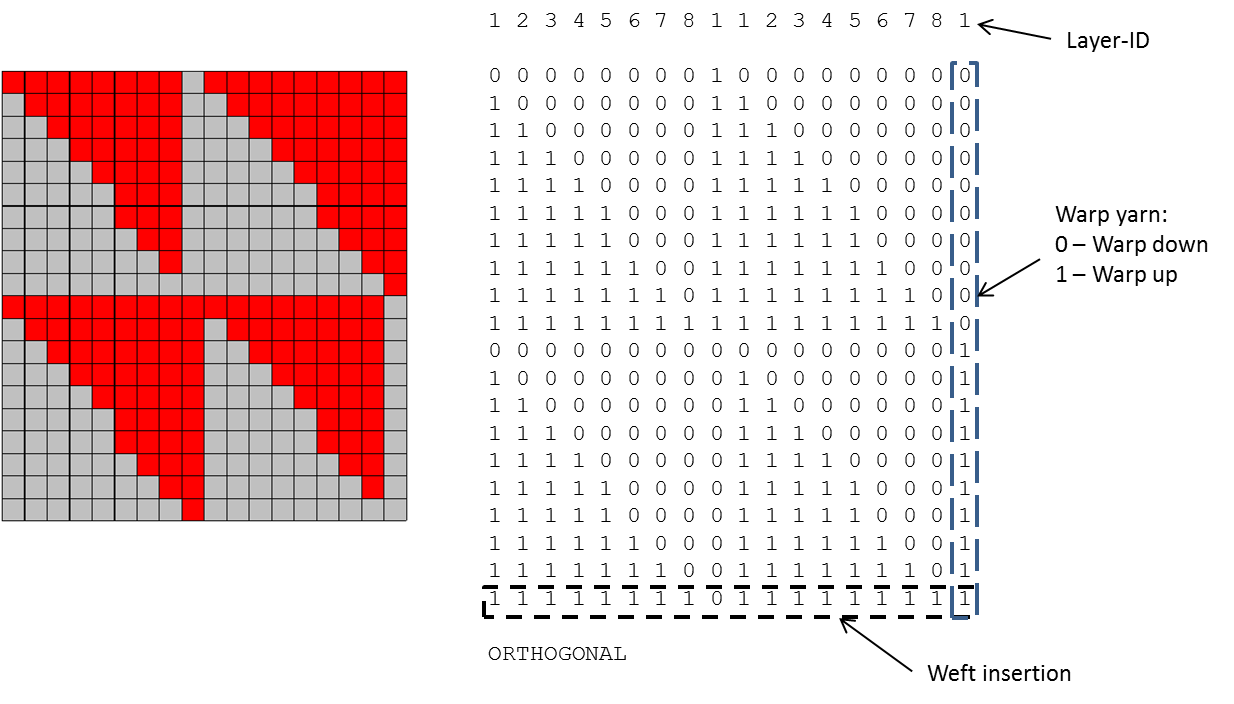 1 2 3 4 5 6 7 8 1 1 2 3 4 5 6 7 8 1
Layer-ID
0 0 0 0 0 0 0 0 1 0 0 0 0 0 0 0 0 0
1 0 0 0 0 0 0 0 1 1 0 0 0 0 0 0 0 0
1 1 0 0 0 0 0 0 1 1 1 0 0 0 0 0 0 0
1 1 1 0 0 0 0 0 1 1 1 1 0 0 0 0 0 0
1 1 1 1 0 0 0 0 1 1 1 1 1 0 0 0 0 0
1 1 1 1 1 0 0 0 1 1 1 1 1 1 0 0 0 0
1 1 1 1 1 0 0 0 1 1 1 1 1 1 0 0 0 0
1 1 1 1 1 1 0 0 1 1 1 1 1 1 1 0 0 0
1 1 1 1 1 1 1 0 1 1 1 1 1 1 1 1 0 0
1 1 1 1 1 1 1 1 1 1 1 1 1 1 1 1 1 0
0 0 0 0 0 0 0 0 0 0 0 0 0 0 0 0 0 1
1 0 0 0 0 0 0 0 0 1 0 0 0 0 0 0 0 1
1 1 0 0 0 0 0 0 0 1 1 0 0 0 0 0 0 1
1 1 1 0 0 0 0 0 0 1 1 1 0 0 0 0 0 1
1 1 1 1 0 0 0 0 0 1 1 1 1 0 0 0 0 1
1 1 1 1 1 0 0 0 0 1 1 1 1 1 0 0 0 1
1 1 1 1 1 0 0 0 0 1 1 1 1 1 0 0 0 1
1 1 1 1 1 1 0 0 0 1 1 1 1 1 1 0 0 1
1 1 1 1 1 1 1 0 0 1 1 1 1 1 1 1 0 1
1 1 1 1 1 1 1 1 0 1 1 1 1 1 1 1 1 1
Warp yarn:
0 – Warp down
1 – Warp up
ORTHOGONAL
Weft insertion